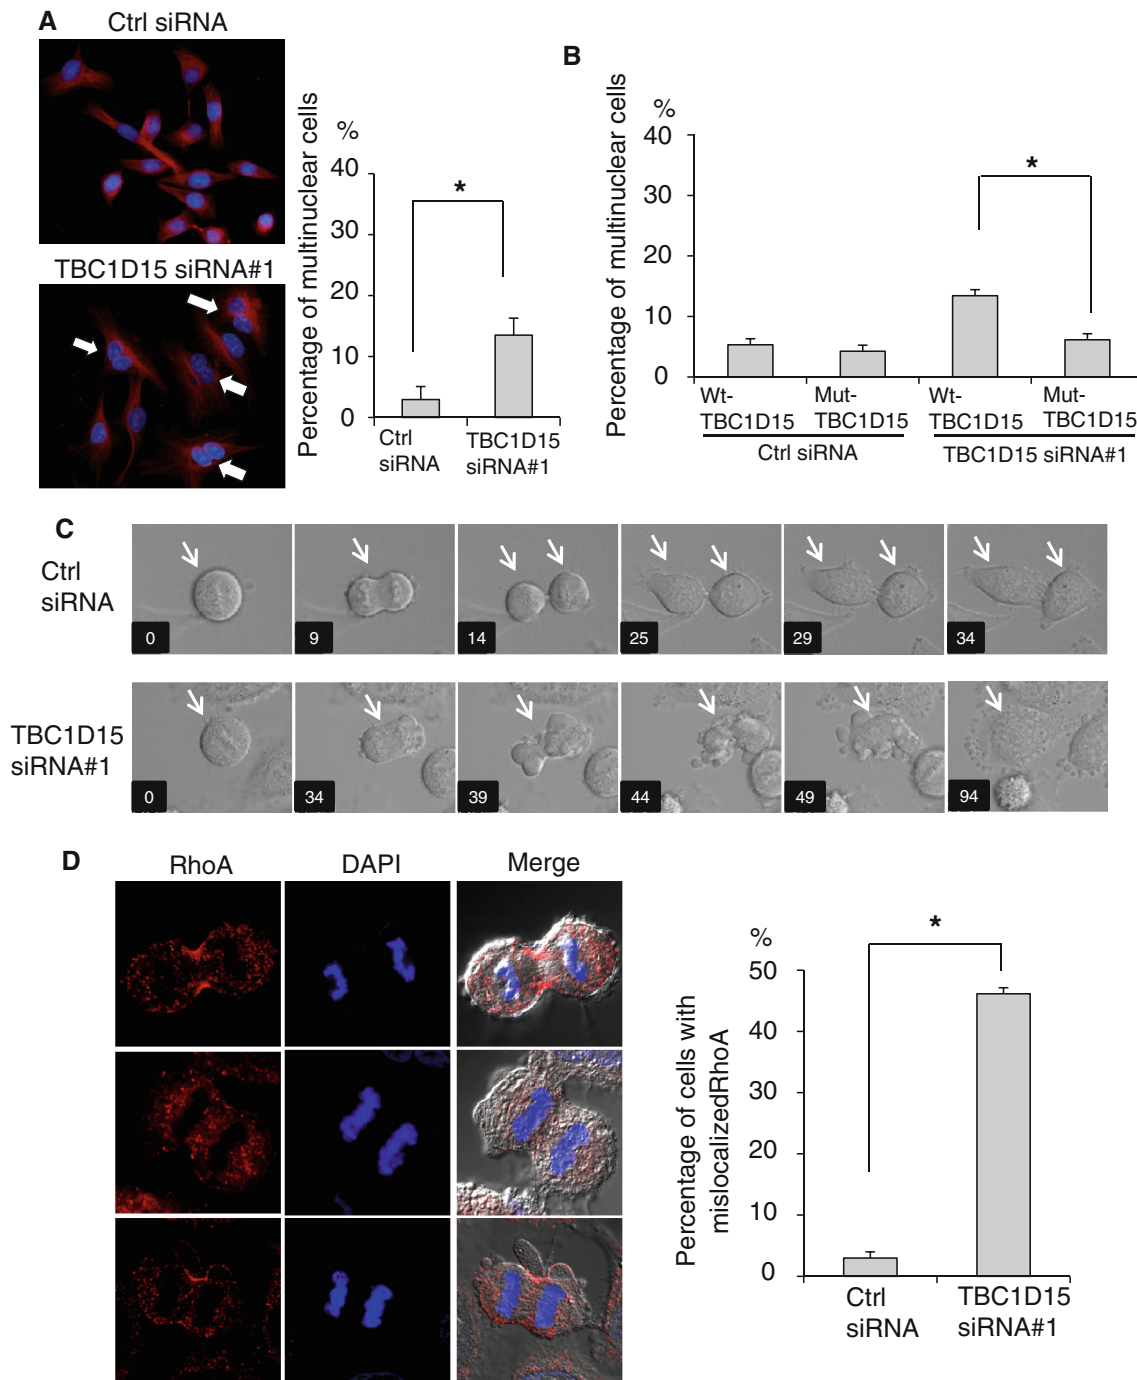 A
Ctrl siRNA
TBC1D15 siRNA#1
Percentage of multinuclear cells
%
40
30
20
10
0
*
Ctrl
siRNA
TBC1D15
siRNA#1
B
Percentage of multinuclear cells
%
40
30
20
10
0
*
Wt-
TBC1D15
Mut-
TBC1D15
Wt-
TBC1D15
Mut-
TBC1D15
Ctrl siRNA
TBC1D15 siRNA#1
C
Ctrl
siRNA
0
9
14
25
29
34
TBC1D15
siRNA#1
0
34
39
44
49
94
D
RhoA
DAPI
Merge
Percentage of cells with
mislocalizedRhoA
%
50
40
30
20
10
0
*
Ctrl
siRNA
TBC1D15
siRNA#1